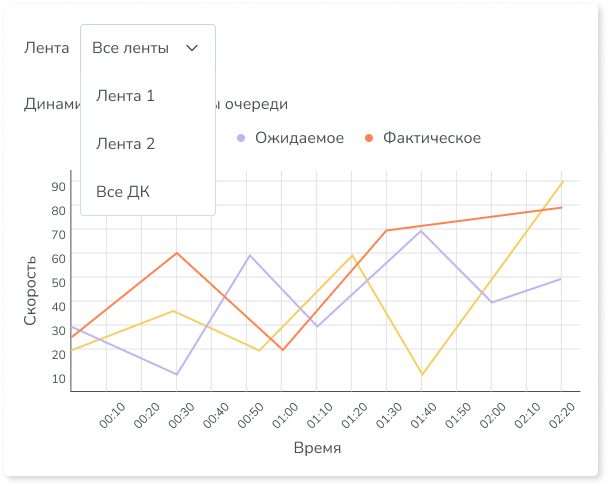 Лента Все ленты
Лента 1
Динами ы очереди
Лента 2
Ожидаемое Фактическое
Все ДК
90
80
70
60
50
40
30
20
10
Скорость
00:10 00:20 00:30 00:40 00:50 01:00 01:10 01:20 01:30 01:40 01:50 02:00 02:10 02:20
Время